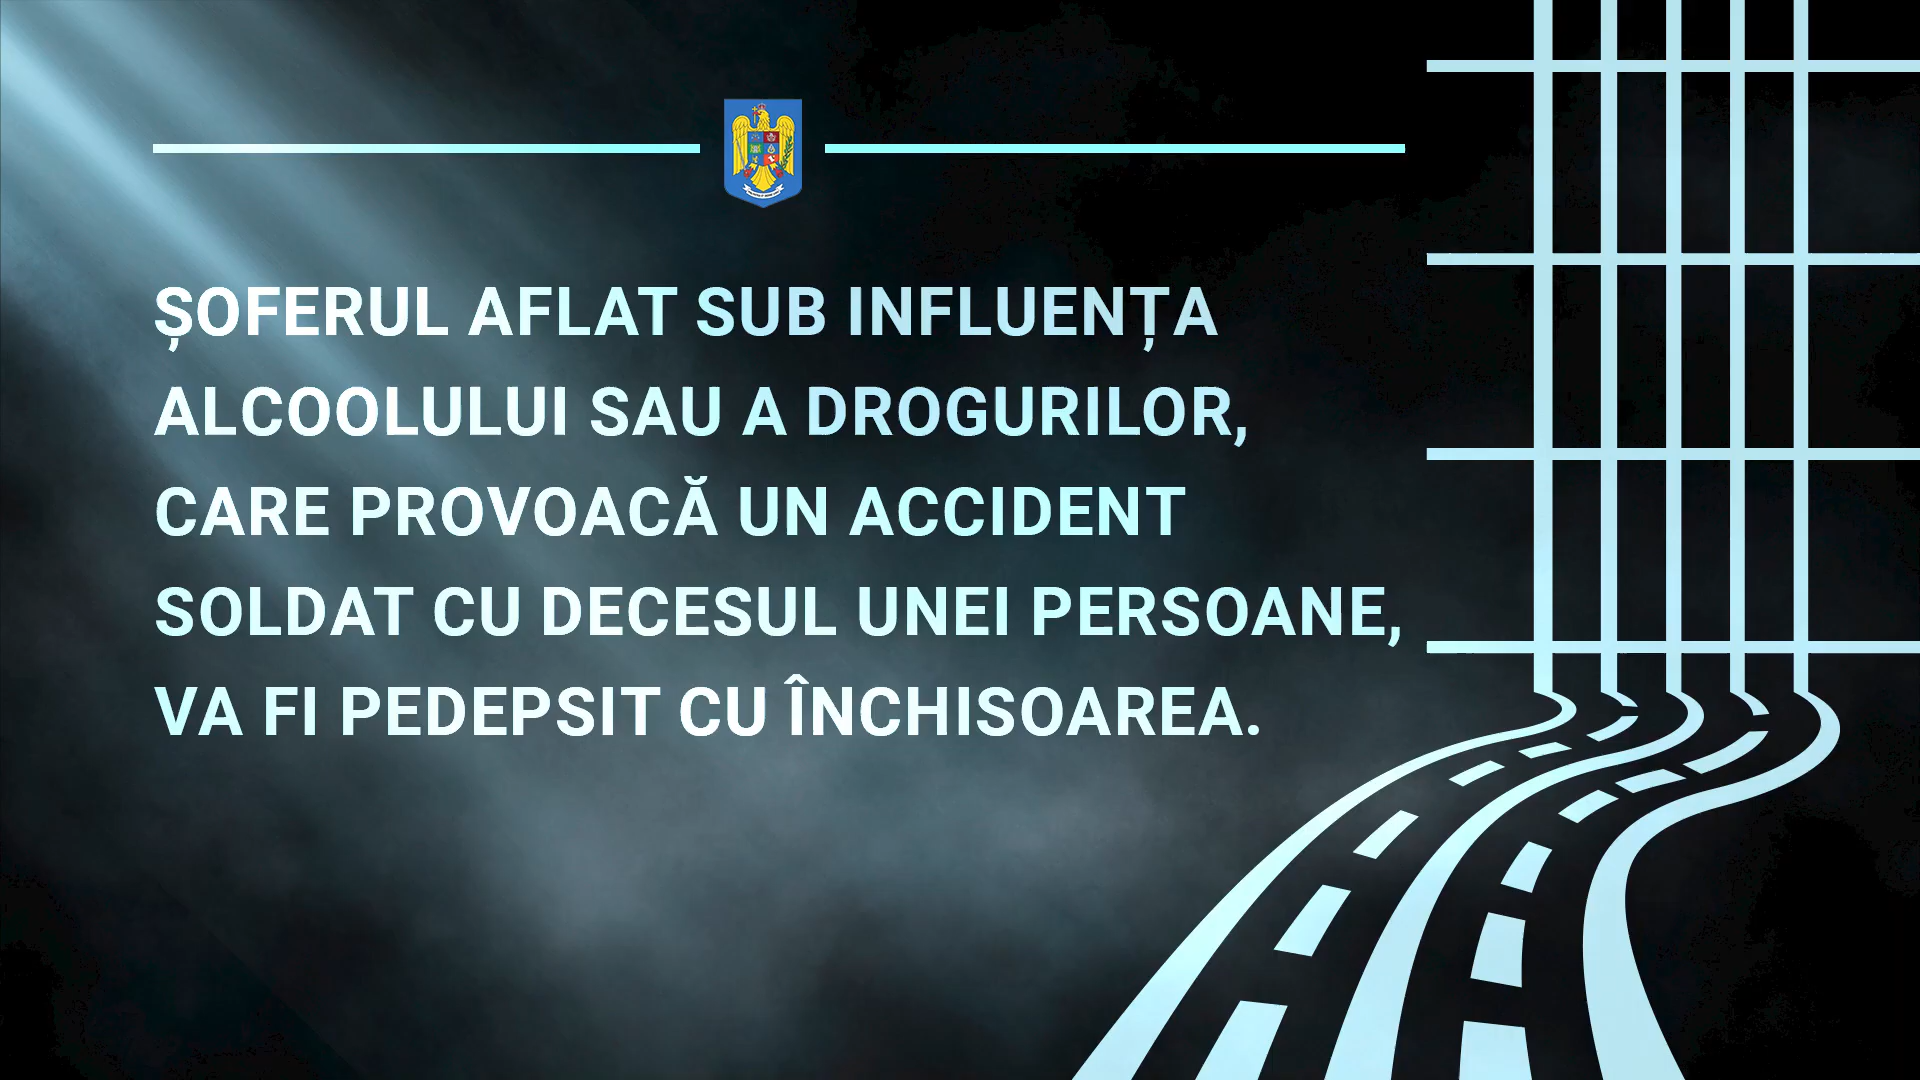 ȘOFERUL AFLAT SUB INFLUENȚA
ALCOOLULUI SAU A DROGURILOR,
CARE PROVOACĂ UN ACCIDENT
SOLDAT CU DECESUL UNEI PERSOANE,
VA FI PEDEPSIT CU ÎNCHISOAREA.